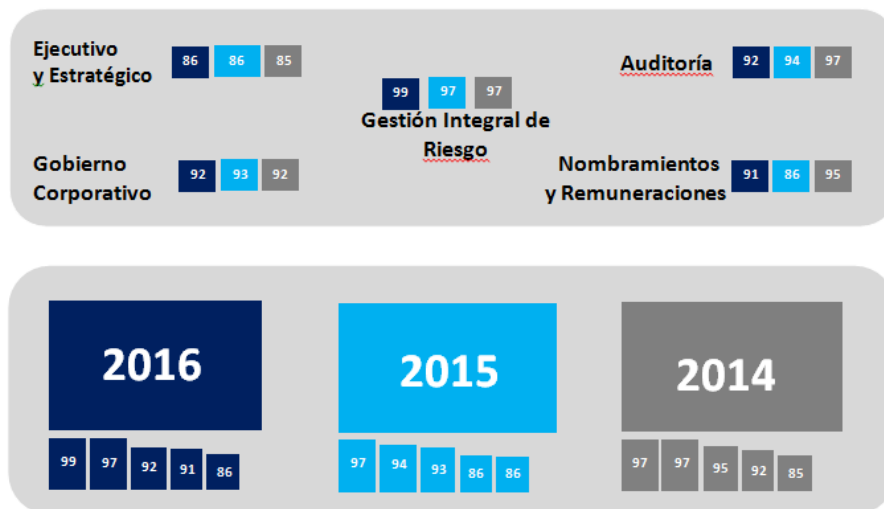 Ejecutivo
y Estratégico
86 86 85
99 97 97
Gestión Integral de
Riesgo
Auditoría
92 94 97
Gobierno
Corporativo
92 93 92
Nombramientos
y Remuneraciones
91 86 95
2016
99 97 92 91 86
2015
97 94 93 86 86
2014
97 97 95 92 85